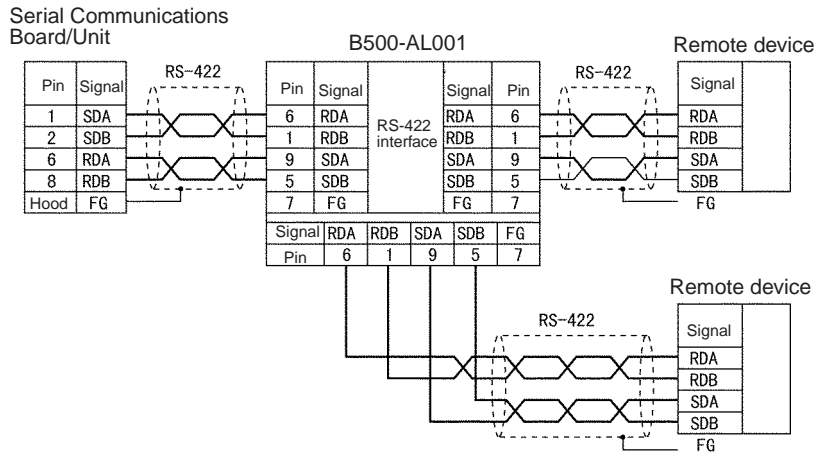 Serial Communications
Board/Unit
B500-AL001
Remote device
RS-422
RS-422
Pin Signal
Pin Signal
Signal Pin
Signal
1 SDA
6 RDA
RDA 6
RDA
2 SDB
1 RDB
RS-422
interface
RDB 1
RDB
6 RDA
9 SDA
SDA 9
SDA
8 RDB
5 SDB
SDB 5
SDB
Hood FG
7 FG
FG 7
FG
Signal RDA RDB SDA SDB FG
Pin 6 1 9 5 7
Remote device
RS-422
Signal
RDA
RDB
SDA
SDB
FG